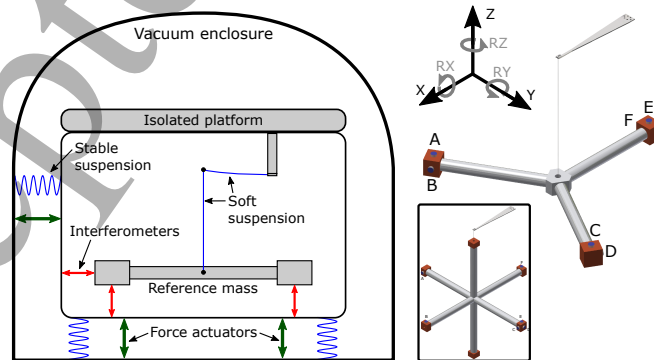 Vacuum enclosure
Isolated platform
Stable
suspension
Soft
suspension
Interferometers
Reference mass
Force actuators
Z
RZ
RX
RY
X
Y
A
B
E
F
C
D